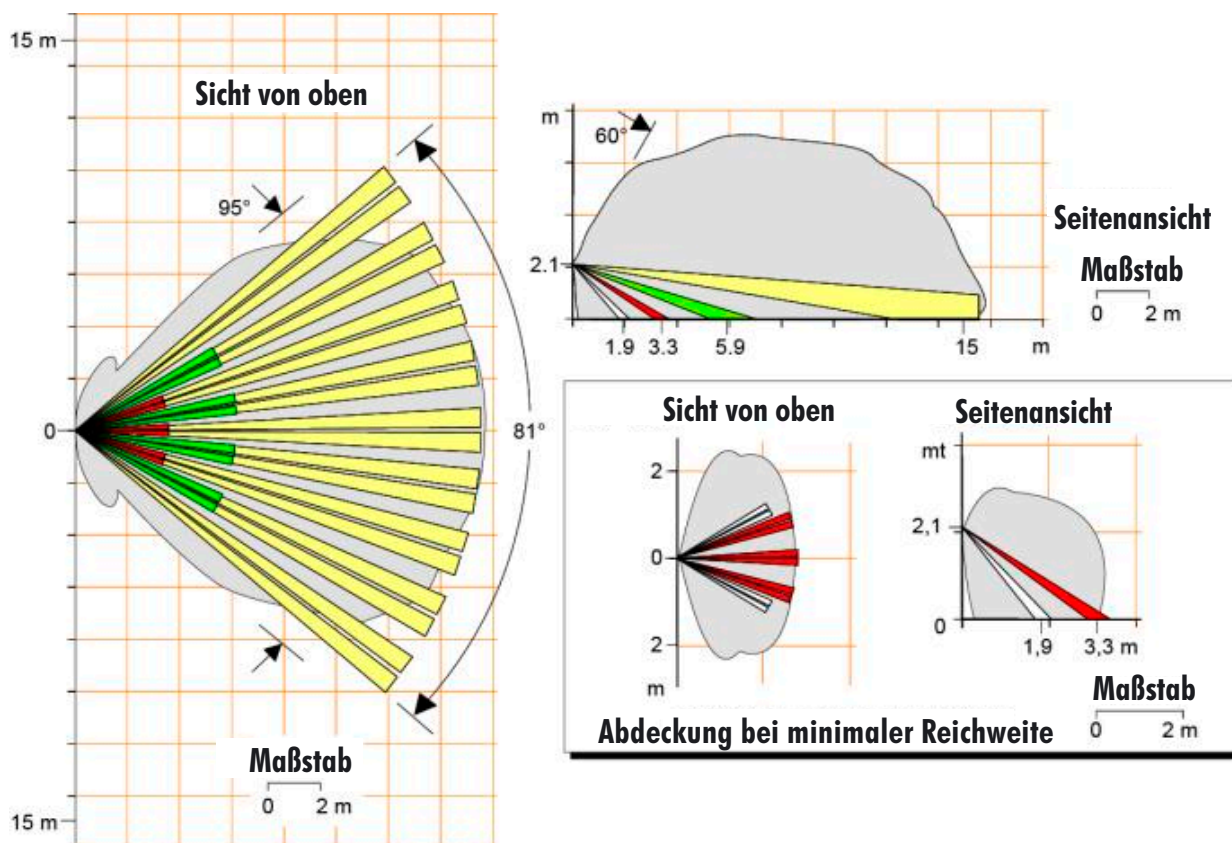 15 m
Sicht von oben
95°
0
81°
Maßstab
0 2 m
15 m
m
60°
2.1
1.9 3.3 5.9 15 m
Seitenansicht
Maßstab
0 2 m
Sicht von oben
2
0
2
m
Seitenansicht
mt
2,1
0
1,9 3,3 m
Maßstab
0 2 m
Abdeckung bei minimaler Reichweite